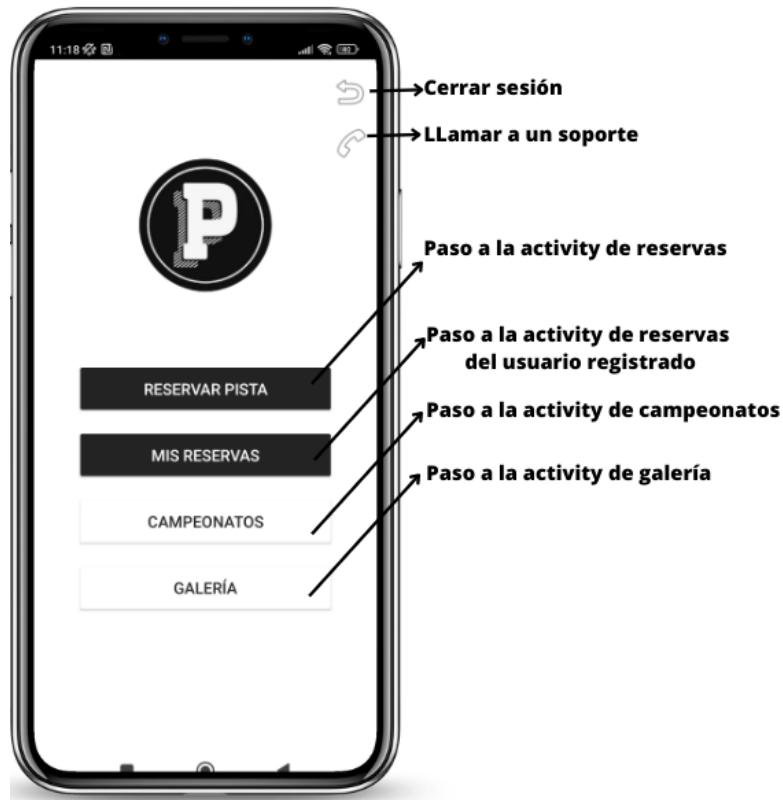 11:18
Cerrar sesión
LLamar a un soporte
P
Paso a la activity de reservas
Paso a la activity de reservas
del usuario registrado
RESERVAR PISTA
Paso a la activity de campeonatos
MIS RESERVAS
Paso a la activity de galería
CAMPEONATOS
GALERÍA